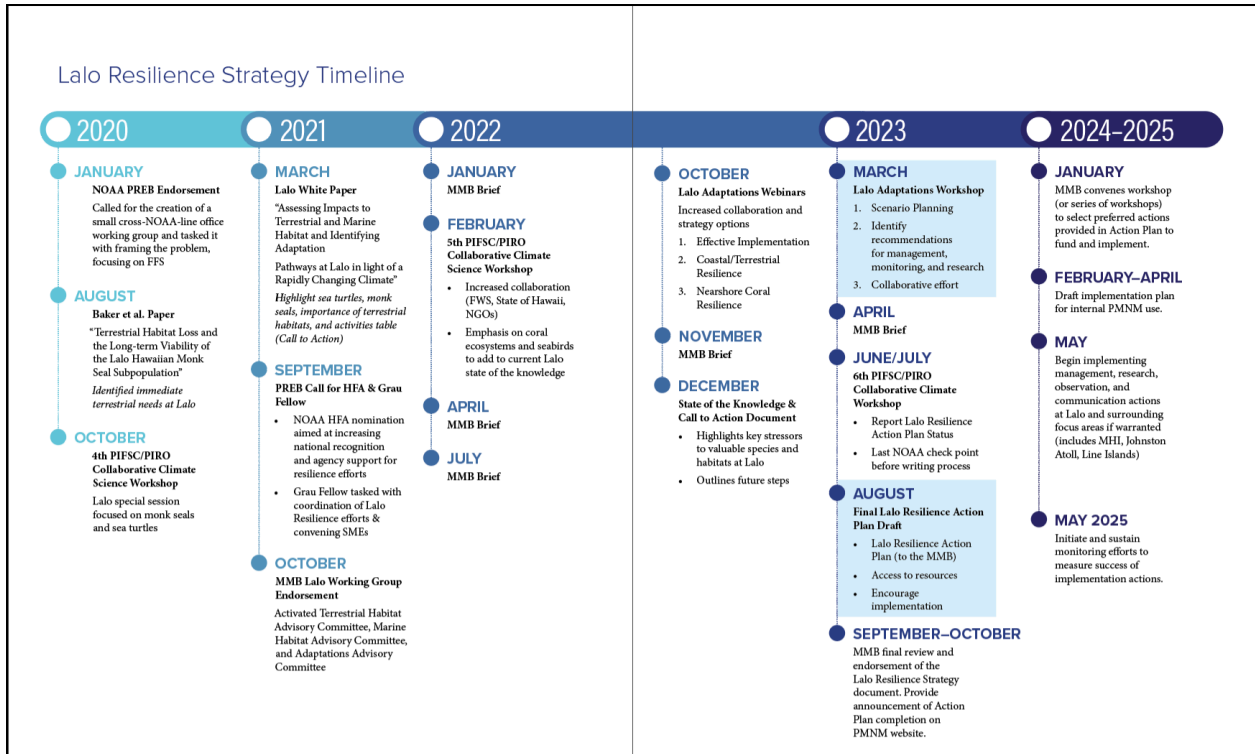 Lalo Resilience Strategy Timeline
2020
JANUARY
NOAA PREB Endorsement
Called for the creation of a
small cross-NOAA-line office
working group and tasked it
with framing the problem,
focusing on FFS
AUGUST
Baker et al. Paper
“Terrestrial Habitat Loss and
the Long-term Viability of
the Lalo Hawaiian Monk
Seal Subpopulation”
Identified immediate
terrestrial needs at Lalo
OCTOBER
4th PIFSC/PIRO
Collaborative Climate
Science Workshop
Lalo special session
focused on monk seals
and sea turtles
2021
MARCH
Lalo White Paper
“Assessing Impacts to
Terrestrial and Marine
Habitat and Identifying
Adaptation
Pathways at Lalo in light of a
Rapidly Changing Climate”
Highlight sea turtles, monk
seals, importance of terrestrial
habitats, and activities table
(Call to Action)
SEPTEMBER
PREB Call for HFA & Grau
Fellow
• NOAA HFA nomination
aimed at increasing
national recognition
and agency support for
resilience efforts
• Grau Fellow tasked with
coordination of Lalo
Resilience efforts &
convening SMEs
OCTOBER
MMB Lalo Working Group
Endorsement
Activated Terrestrial Habitat
Advisory Committee, Marine
Habitat Advisory Committee,
and Adaptations Advisory
Committee
2022
JANUARY
MMB Brief
FEBRUARY
5th PIFSC/PIRO
Collaborative Climate
Science Workshop
• Increased collaboration
(FWS, State of Hawaii,
NGOs)
• Emphasis on coral
ecosystems and seabirds
to add to current Lalo
state of the knowledge
APRIL
MMB Brief
JULY
MMB Brief
OCTOBER
Lalo Adaptations Webinars
Increased collaboration and
strategy options
1. Effective Implementation
2. Coastal/Terrestrial
Resilience
3. Nearshore Coral
Resilience
NOVEMBER
MMB Brief
DECEMBER
State of the Knowledge &
Call to Action Document
• Highlights key stressors
to valuable species and
habitats at Lalo
• Outlines future steps
2023
MARCH
Lalo Adaptations Workshop
1. Scenario Planning
2. Identify
recommendations
for management,
monitoring, and research
3. Collaborative effort
APRIL
MMB Brief
JUNE/JULY
6th PIFSC/PIRO
Collaborative Climate
Workshop
• Report Lalo Resilience
Action Plan Status
• Last NOAA check point
before writing process
AUGUST
Final Lalo Resilience Action
Plan Draft
• Lalo Resilience Action
Plan (to the MMB)
• Access to resources
• Encourage
implementation
SEPTEMBER–OCTOBER
MMB final review and
endorsement of the
Lalo Resilience Strategy
document. Provide
announcement of Action
Plan completion on
PMNM website.
2024–2025
JANUARY
MMB convenes workshop
(or series of workshops)
to select preferred actions
provided in Action Plan to
fund and implement.
FEBRUARY–APRIL
Draft implementation plan
for internal PMNM use.
MAY
Begin implementing
management, research,
observation, and
communication actions
at Lalo and surrounding
focus areas if warranted
(includes MHI, Johnston
Atoll, Line Islands)
MAY 2025
Initiate and sustain
monitoring efforts to
measure success of
implementation actions.